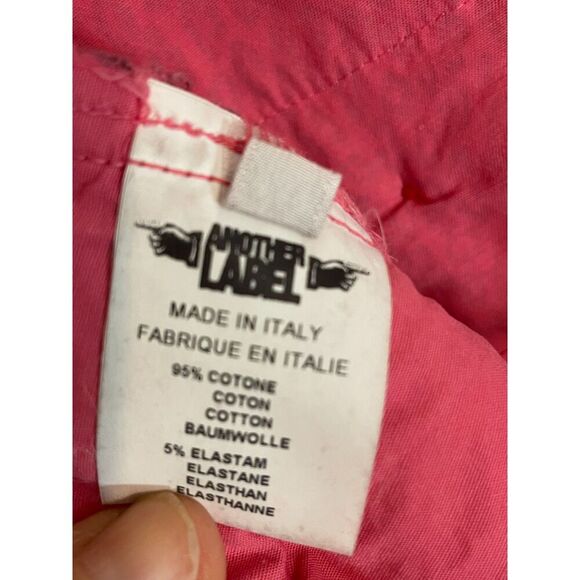 ANOTHER
LABEL
MADE IN ITALY
FABRIQUE EN ITALIE
95% COTONE
COTON
COTTON
BAUMWOLLE
5% ELASTAM
ELASTANE
ELASTHAN
ELASTHANNE